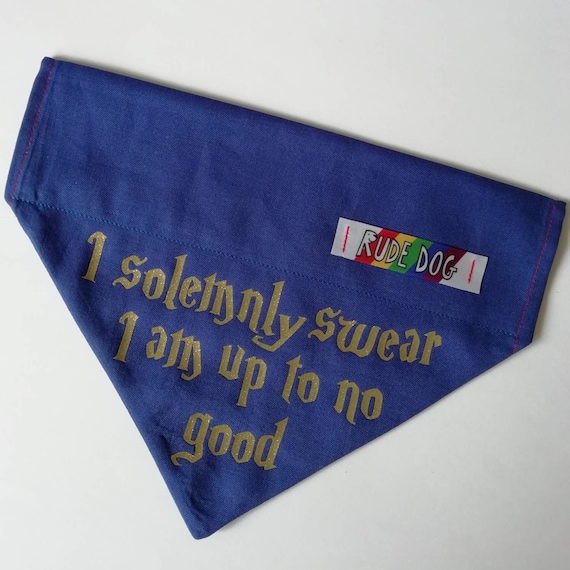 RUDE DOG
I solemnly swear
I am up to no
good